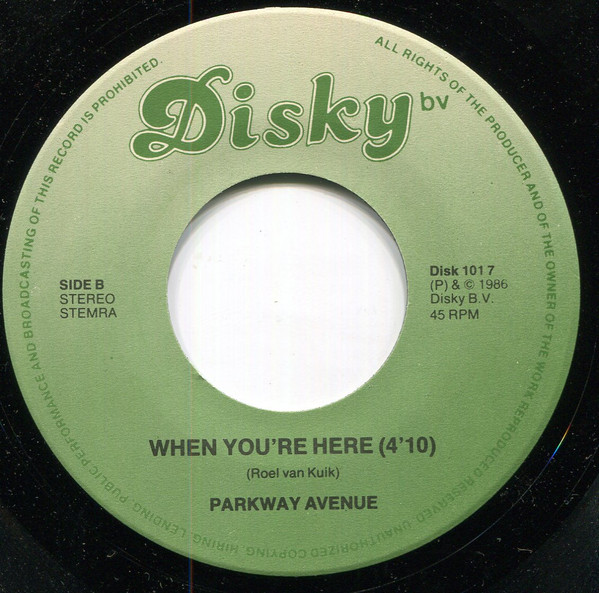 Disky bv
SIDE B
STEREO
STEMRA
Disk 101 7
(P) & © 1986
Disky B.V.
45 RPM
WHEN YOU'RE HERE (4'10)
(Roel van Kuik)
PARKWAY AVENUE
ALL RIGHTS OF THE PRODUCER AND OF THE OWNER OF THE WORK REPRODUCED RESERVED. UNAUTHORIZED COPYING, HIRING, LENDING, PUBLIC PERFORMANCE AND BROADCASTING OF THIS RECORD IS PROHIBITED.